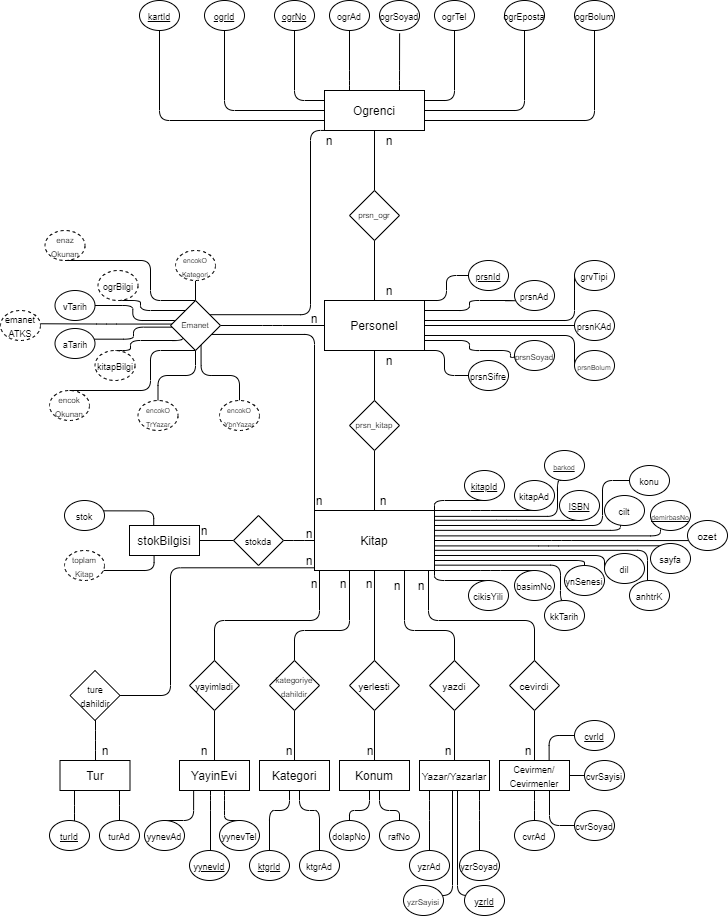 kartId
ogrId
ogrNo
ogrAd
ogrSoyad
ogrTel
ogrEposta
ogrBolum
Ogrenci
n
n
prsn_ogr
enaz
Okunan
encokO
Kategori
ogrBilgi
vTarih
emanet
ATKS
aTarih
kitapBilgi
encok
Okunan
encokO
TrYazar
encokO
YbnYazar
Emanet
n
n
Personel
n
prsnId
prsnAd
grvTipi
prsnKAd
prsnSoyad
prsnBolum
prsnSifre
prsn_kitap
n
n
kitapId
kitapAd
barkod
ISBN
cilt
konu
demirbasNo
ozet
sayfa
anhtrK
dil
ynSenesi
kkTarih
basimNo
cikisYili
stok
toplam
Kitap
stokBilgisi
n
stokda
n
Kitap
n
n
n
n
n
n
ture
dahildir
yayimladi
kategoriye
dahildir
yerlesti
yazdi
cevirdi
n
n
n
n
n
n
Tur
YayinEvi
Kategori
Konum
Yazar/Yazarlar
Cevirmen/
Cevirmenler
cvrId
cvrSayisi
cvrSoyad
cvrAd
turId
turAd
yynevAd
yynevTel
yynevId
ktgrId
ktgrAd
dolapNo
rafNo
yzrAd
yzrSoyad
yzrSayisi
yzrId